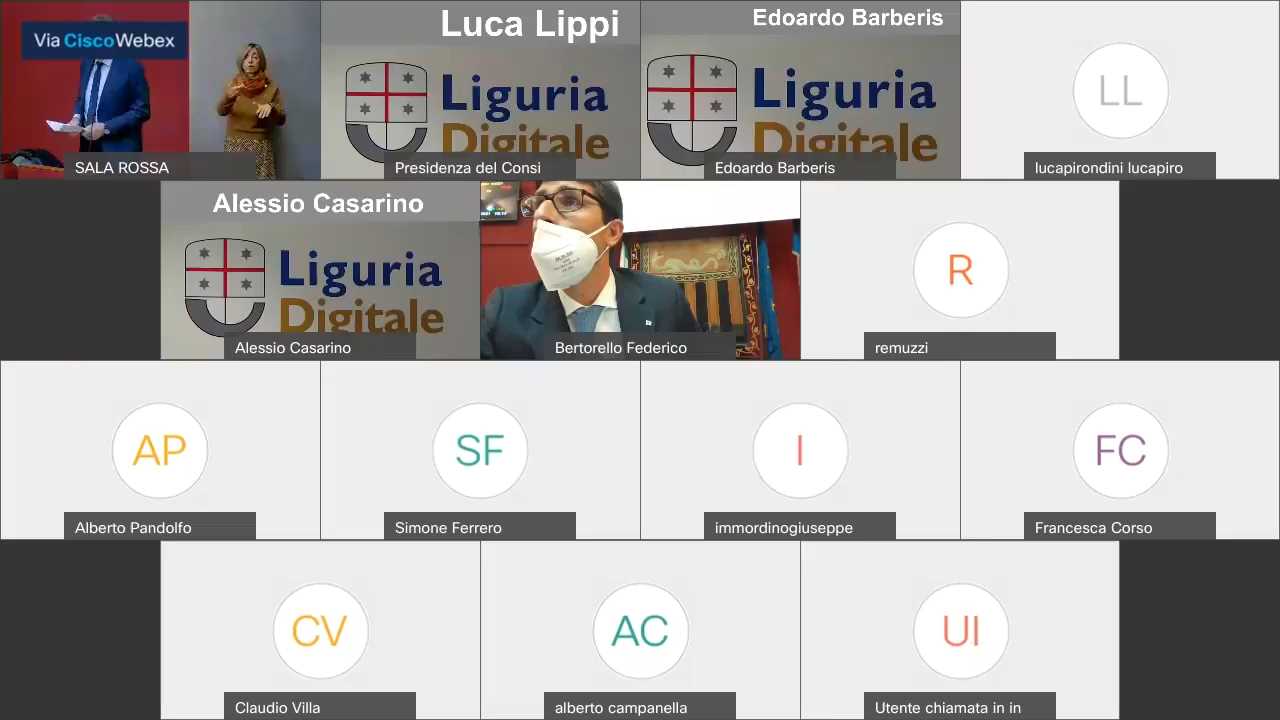 Via CiscoWebex
SALA ROSSA
Luca Lippi
Liguria
Digitale
Presidenza del Consi
Edoardo Barberis
Liguria
Digitale
Edoardo Barberis
LL
lucapirondini lucapiro
Alessio Casarino
Liguria
Digitale
Alessio Casarino
Bertorello Federico
R
remuzzi
AP
Alberto Pandolfo
SF
Simone Ferrero
I
immordinogiuseppe
FC
Francesca Corso
CV
Claudio Villa
AC
alberto campanella
UI
Utente chiamata in in